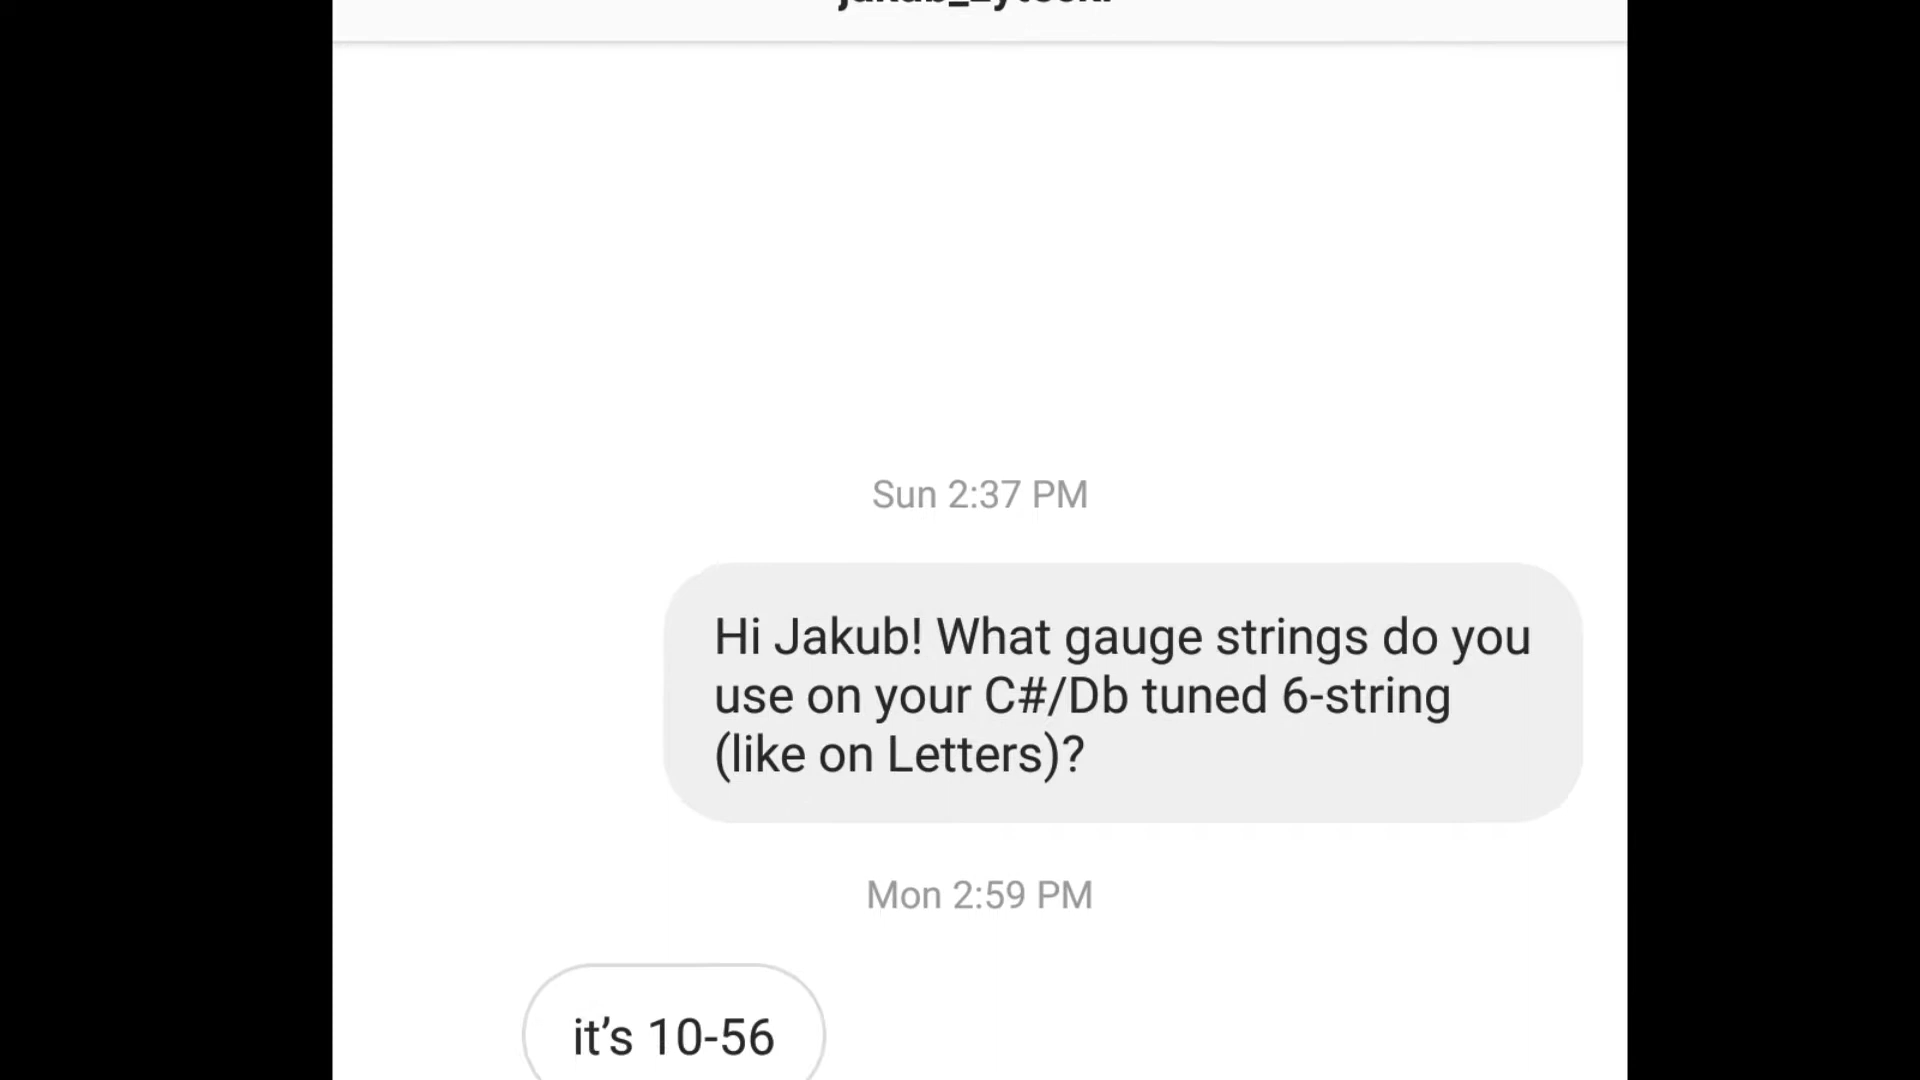 Sun 2:37 PM
Hi Jakub! What gauge strings do you
use on your C#/Db tuned 6-string
(like on Letters)?
Mon 2:59 PM
it’s 10-56